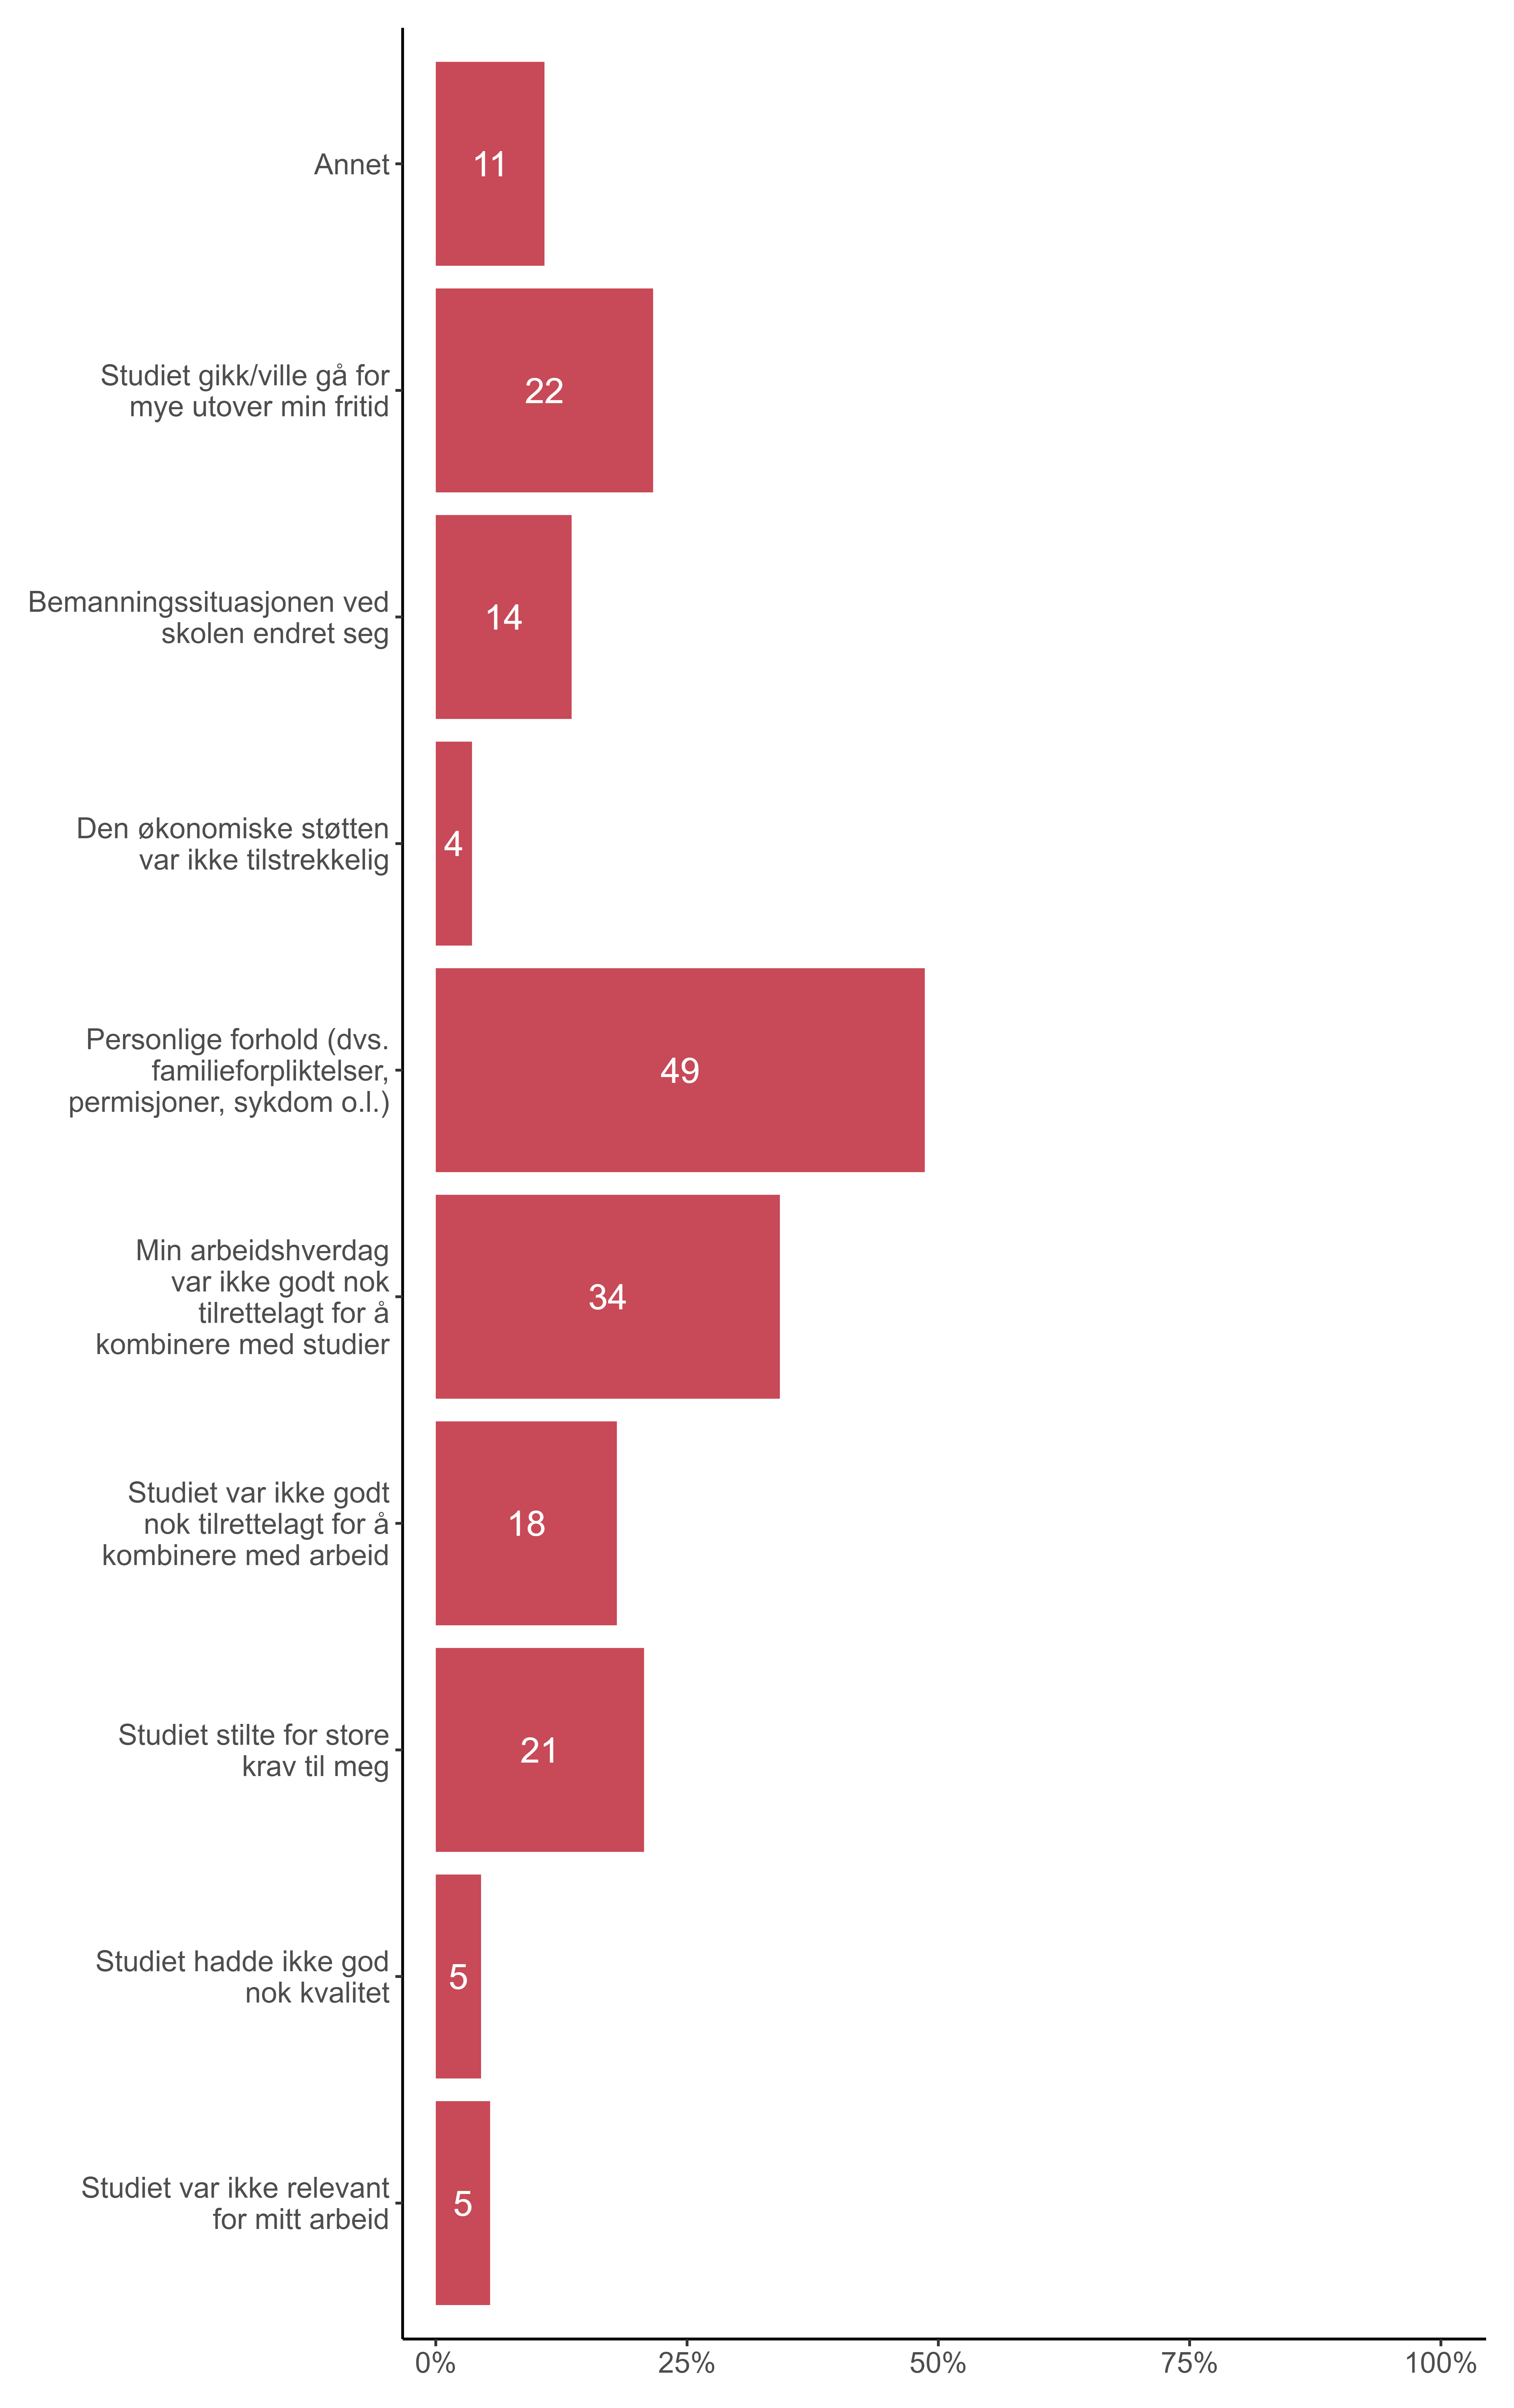 Annet
11
Studiet gikk/ville gå for
mye utover min fritid
22
Bemanningssituasjonen ved
skolen endret seg
14
Den økonomiske støtten
var ikke tilstrekkelig
4
Personlige forhold (dvs.
familieforpliktelser,
permisjoner, sykdom o.l.)
49
Min arbeidshverdag
var ikke godt nok
tilrettelagt for å
kombinere med studier
34
Studiet var ikke godt
nok tilrettelagt for å
kombinere med arbeid
18
Studiet stilte for store
krav til meg
21
Studiet hadde ikke god
nok kvalitet
5
Studiet var ikke relevant
for mitt arbeid
5
0% 25% 50% 75% 100%